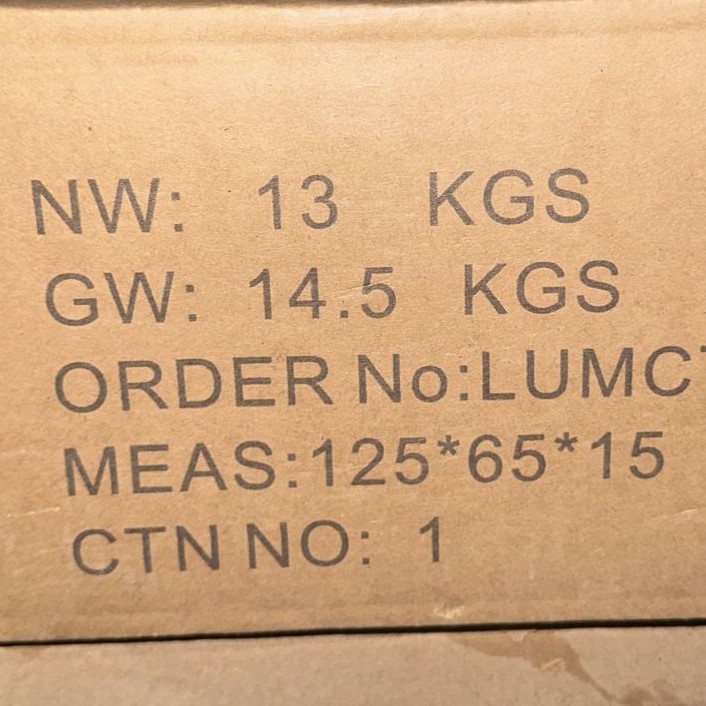 NW: 13 KGS
GW: 14.5 KGS
ORDER No:LUMC
MEAS:125*65*15
CTN NO: 1